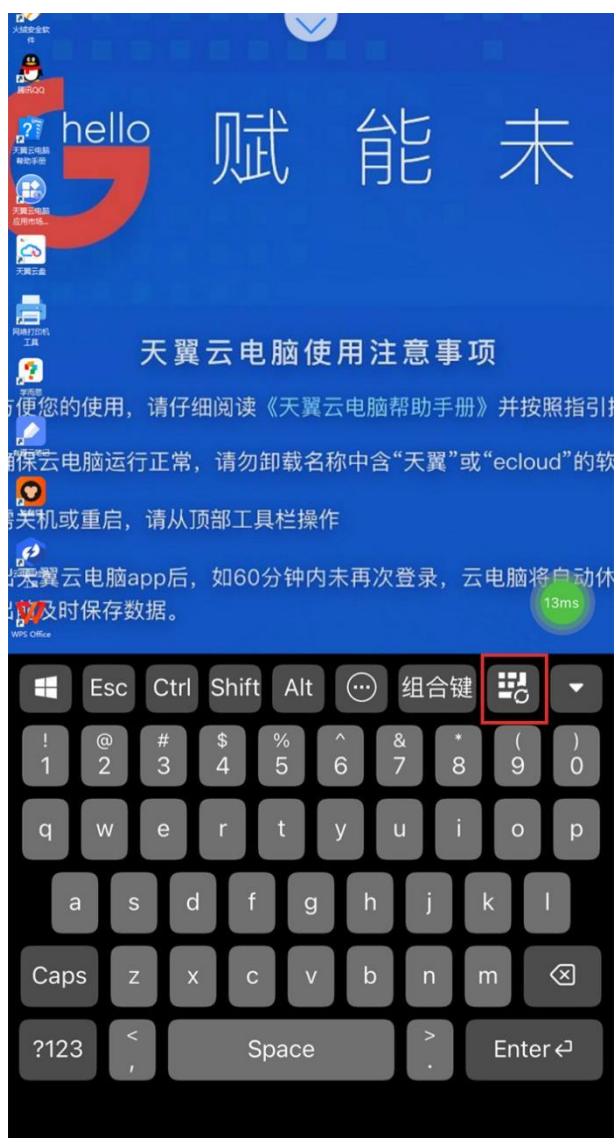 火绒安全软
件
腾讯QQ
hello
赋能未
天翼云电脑
帮助手册
天翼云电脑
应用市场...
天翼云盘
网络打印机
工具
天翼云电脑使用注意事项
方便您的使用，请仔细阅读《天翼云电脑帮助手册》并按照指引
确保云电脑运行正常，请勿卸载名称中含“天翼”或“ecloud”的软
需关机或重启，请从顶部工具栏操作
出天翼云电脑app后，如60分钟内未再次登录，云电脑将自动休
及时保存数据。
13ms
WPS Office
Esc Ctrl Shift Alt 组合键
! @ # $ % ^ & * ( )
1 2 3 4 5 6 7 8 9 0
q w e r t y u i o p
a s d f g h j k l
Caps z x c v b n m
?123 < , Space > . Enter